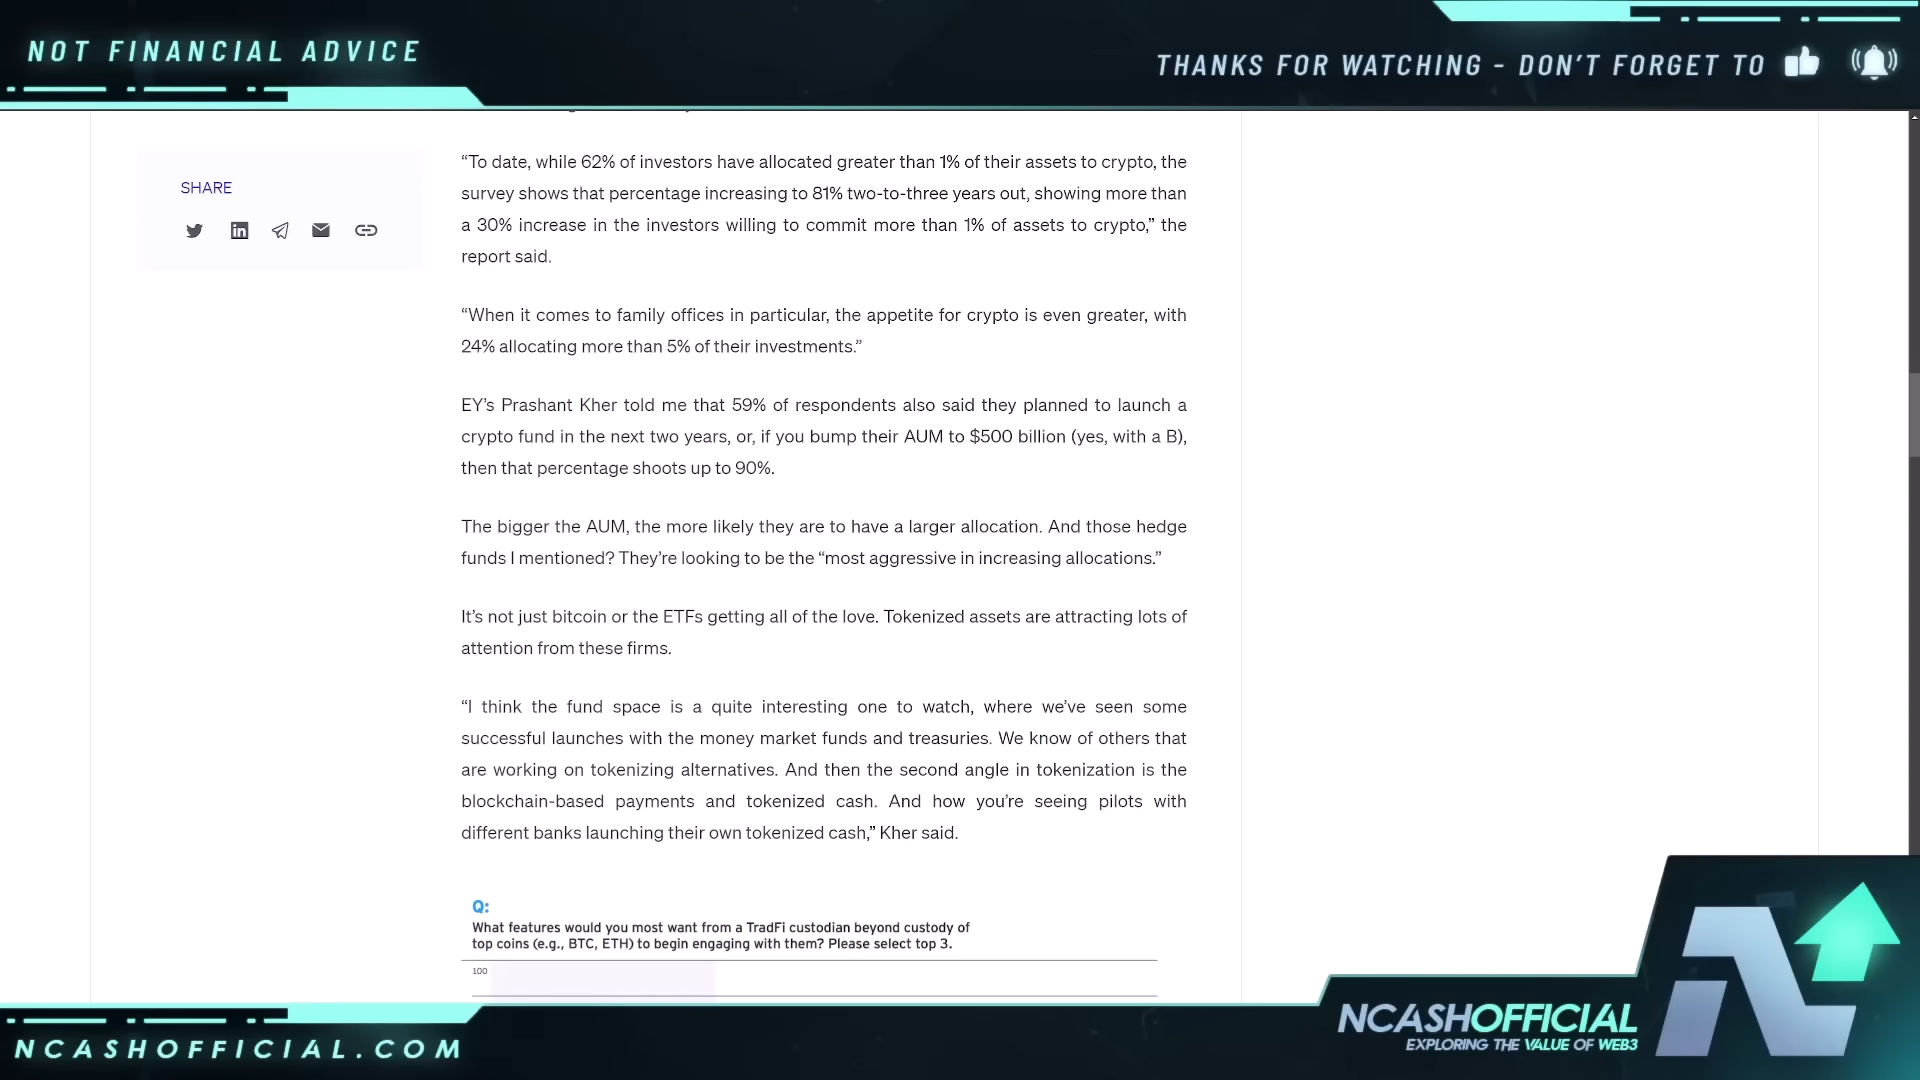 NOT FINANCIAL ADVICE
THANKS FOR WATCHING - DON'T FORGET TO
SHARE
“To date, while 62% of investors have allocated greater than 1% of their assets to crypto, the
survey shows that percentage increasing to 81% two-to-three years out, showing more than
a 30% increase in the investors willing to commit more than 1% of assets to crypto,” the
report said.
“When it comes to family offices in particular, the appetite for crypto is even greater, with
24% allocating more than 5% of their investments.”
EY’s Prashant Kher told me that 59% of respondents also said they planned to launch a
crypto fund in the next two years, or, if you bump their AUM to $500 billion (yes, with a B),
then that percentage shoots up to 90%.
The bigger the AUM, the more likely they are to have a larger allocation. And those hedge
funds I mentioned? They’re looking to be the “most aggressive in increasing allocations.”
It’s not just bitcoin or the ETFs getting all of the love. Tokenized assets are attracting lots of
attention from these firms.
“I think the fund space is a quite interesting one to watch, where we’ve seen some
successful launches with the money market funds and treasuries. We know of others that
are working on tokenizing alternatives. And then the second angle in tokenization is the
blockchain-based payments and tokenized cash. And how you’re seeing pilots with
different banks launching their own tokenized cash,” Kher said.
Q:
What features would you most want from a TradFi custodian beyond custody of
top coins (e.g., BTC, ETH) to begin engaging with them? Please select top 3.
100
NCASHOFFICIAL.COM
NCASHOFFICIAL
EXPLORING THE VALUE OF WEB3